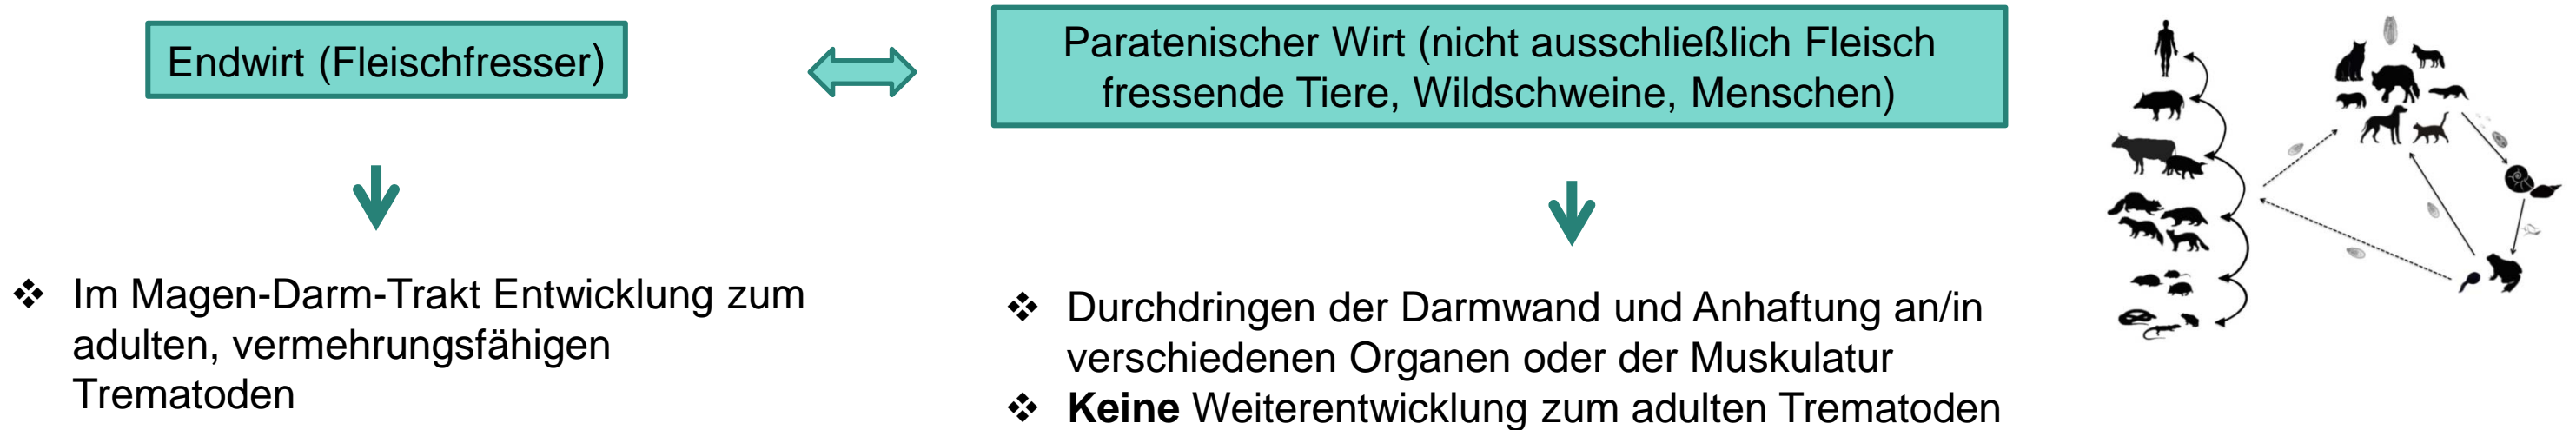 Endwirt (Fleischfresser)
Paratenischer Wirt (nicht ausschließlich Fleisch
fressende Tiere, Wildschweine, Menschen)
❖ Im Magen-Darm-Trakt Entwicklung zum
adulten, vermehrungsfähigen
Trematoden
❖ Durchdringen der Darmwand und Anhaftung an/in
verschiedenen Organen oder der Muskulatur
❖ Keine Weiterentwicklung zum adulten Trematoden